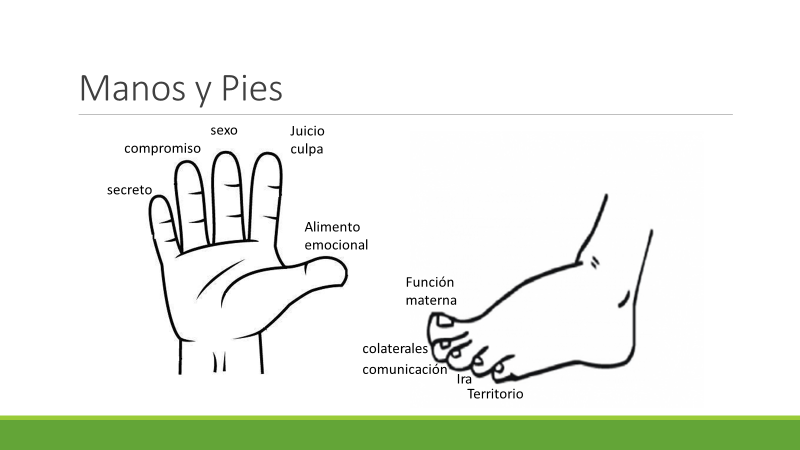 Manos y Pies
sexo
Juicio
culpa
compromiso
secreto
Alimento
emocional
Función
materna
colaterales
comunicación
Ira
Territorio